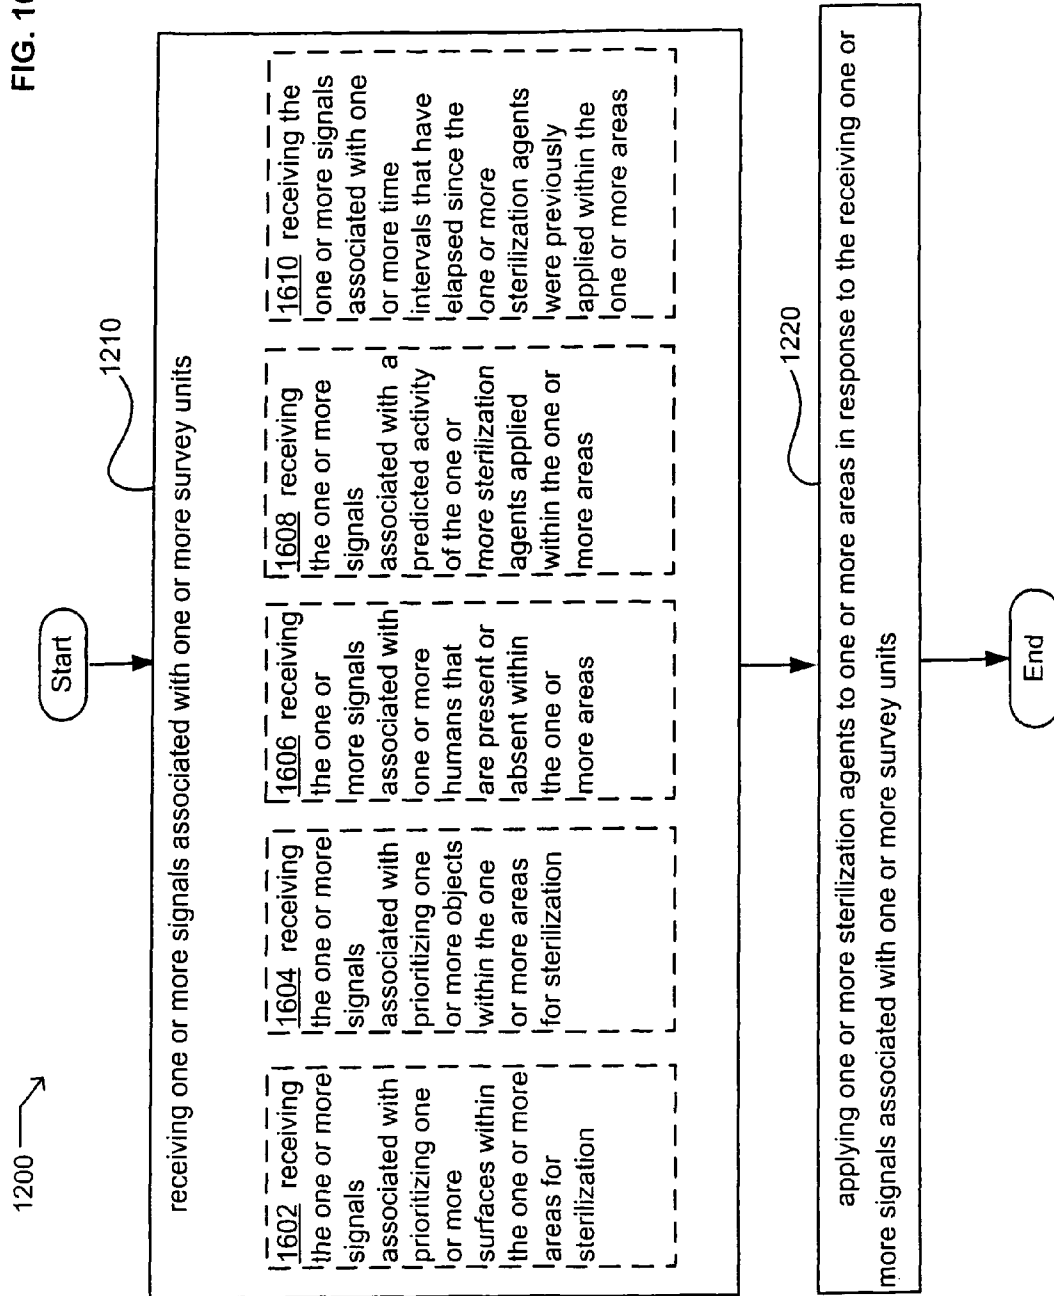 FIG. 16
1200
Start
1210
receiving one or more signals associated with one or more survey units
1602 receiving
the one or more
signals
associated with
prioritizing one
or more
surfaces within
the one or more
areas for
sterilization
1604 receiving
the one or more
signals
associated with
prioritizing one
or more objects
within the one
or more areas
for sterilization
1606 receiving
the one or
more signals
associated with
one or more
humans that
are present or
absent within
the one or
more areas
1608 receiving
the one or more
signals
associated with a
predicted activity
of the one or
more sterilization
agents applied
within the one or
more areas
1610 receiving the
one or more signals
associated with one
or more time
intervals that have
elapsed since the
one or more
sterilization agents
were previously
applied within the
one or more areas
1220
applying one or more sterilization agents to one or more areas in response to the receiving one or
more signals associated with one or more survey units
End